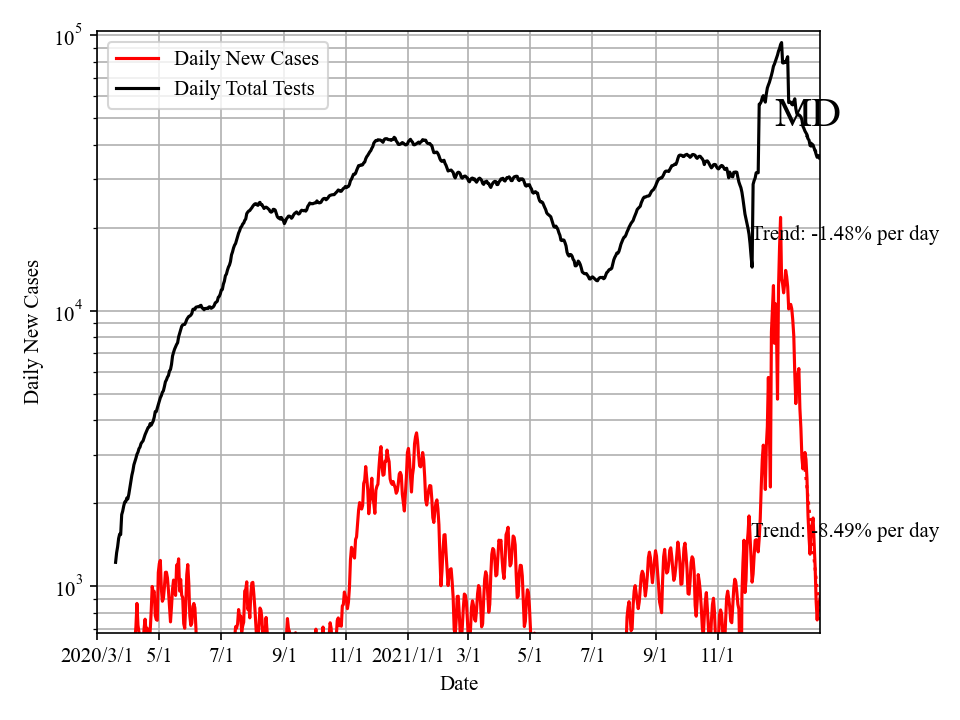 10^5
Daily New Cases
Daily Total Tests
MD
Trend: -1.48% per day
Daily New Cases
10^4
Trend: -8.49% per day
10^3
2020/3/1 5/1 7/1 9/1 11/1 2021/1/1 3/1 5/1 7/1 9/1 11/1
Date